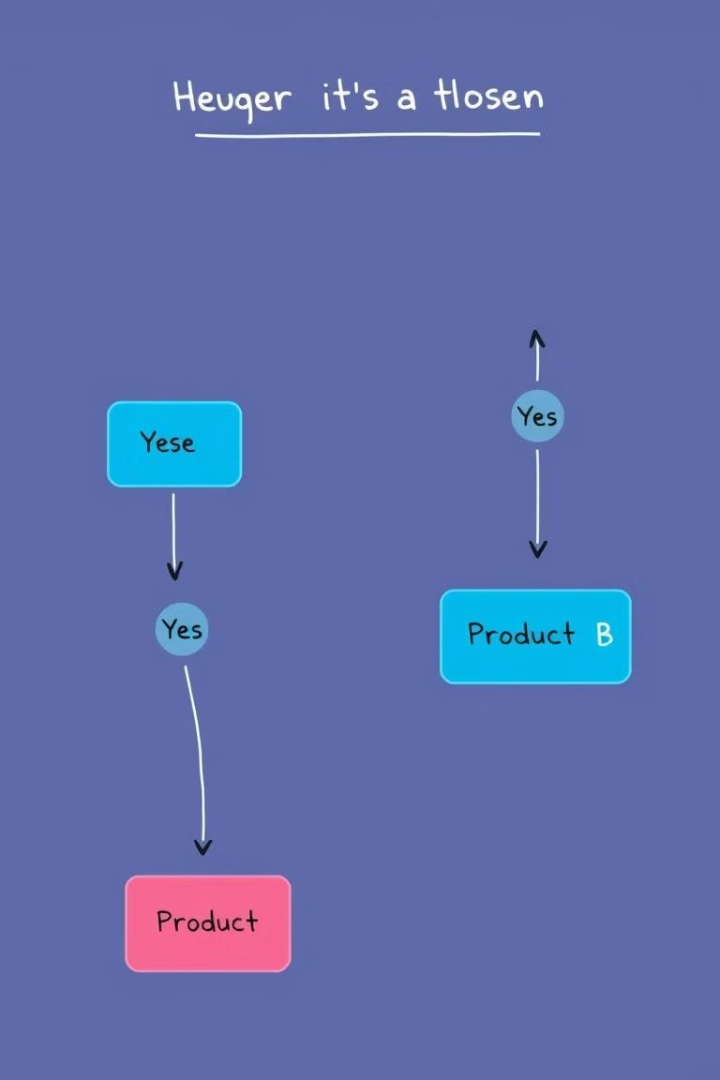 Heuger it's a tlosen
Yes
Yese
Yes
Product B
Product